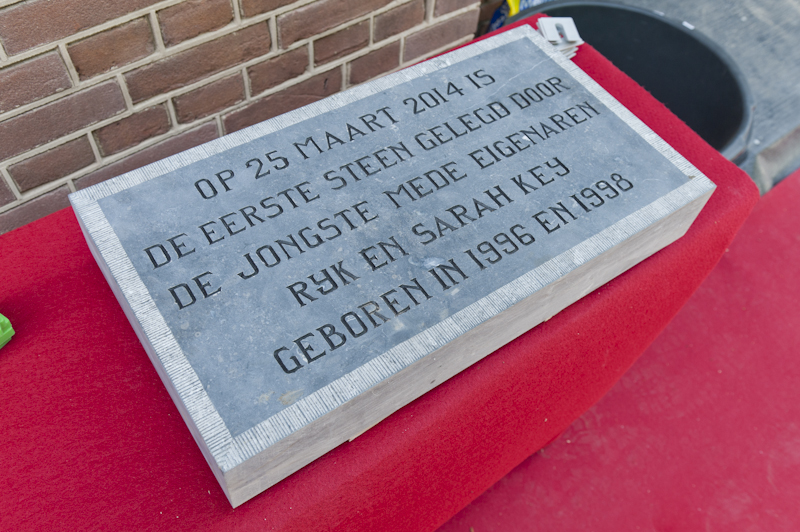 OP 25 MAART 2014 IS
DE EERSTE STEEN GELEGD DOOR
DE JONGSTE MEDE EIGENAREN
RYK EN SARAH KEY
GEBOREN IN 1996 EN 1998